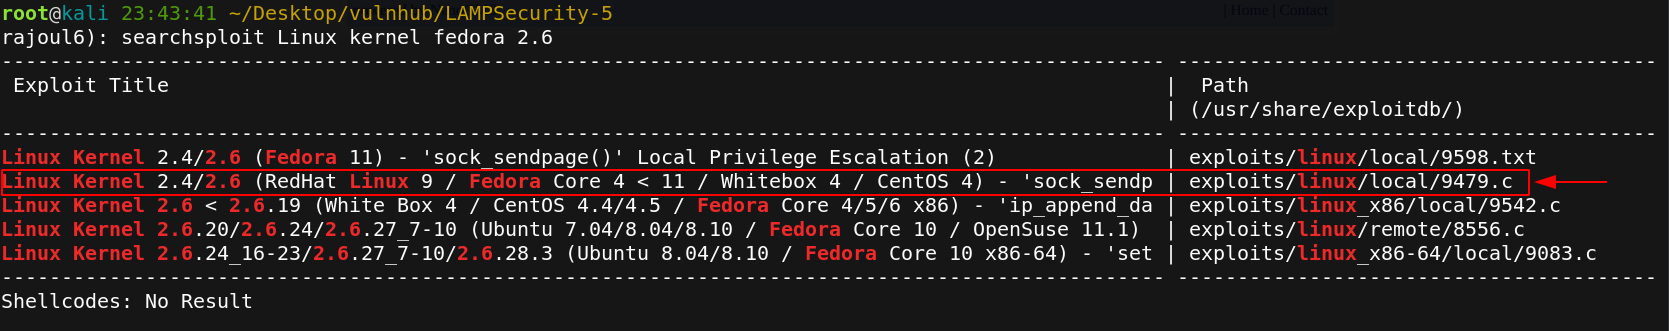 root@kali 23:43:41 ~/Desktop/vulnhub/LAMPSecurity-5
| Home | Contact
rajoul6): searchsploit Linux kernel fedora 2.6
------------------------------------------------------------------------------------------------- ----------------------------------------
Exploit Title | Path
| (/usr/share/exploitdb/)
------------------------------------------------------------------------------------------------- ----------------------------------------
Linux Kernel 2.4/2.6 (Fedora 11) - 'sock_sendpage()' Local Privilege Escalation (2) | exploits/linux/local/9598.txt
Linux Kernel 2.4/2.6 (RedHat Linux 9 / Fedora Core 4 < 11 / Whitebox 4 / CentOS 4) - 'sock_sendp | exploits/linux/local/9479.c
Linux Kernel 2.6 < 2.6.19 (White Box 4 / CentOS 4.4/4.5 / Fedora Core 4/5/6 x86) - 'ip_append_da | exploits/linux_x86/local/9542.c
Linux Kernel 2.6.20/2.6.24/2.6.27_7-10 (Ubuntu 7.04/8.04/8.10 / Fedora Core 10 / OpenSuse 11.1) | exploits/linux/remote/8556.c
Linux Kernel 2.6.24_16-23/2.6.27_7-10/2.6.28.3 (Ubuntu 8.04/8.10 / Fedora Core 10 x86-64) - 'set | exploits/linux_x86-64/local/9083.c
------------------------------------------------------------------------------------------------- ----------------------------------------
Shellcodes: No Result